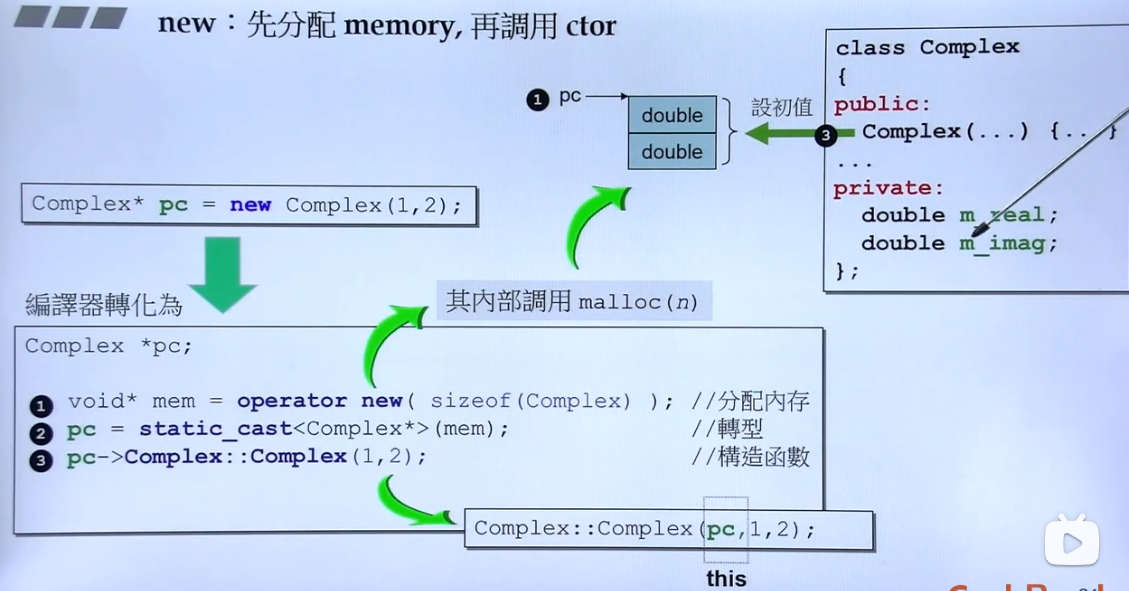 new：先分配 memory, 再調用 ctor
Complex* pc = new Complex(1,2);
編譯器轉化為
1 pc
double
double
設初值
3
class Complex
{
public:
Complex(...) {.. }
...
private:
double m_real;
double m_imag;
};
其內部調用 malloc(n)
Complex *pc;
1 void* mem = operator new( sizeof(Complex) ); //分配內存
2 pc = static_cast<Complex*>(mem); //轉型
3 pc->Complex::Complex(1,2); //構造函數
Complex::Complex(pc,1,2);
this